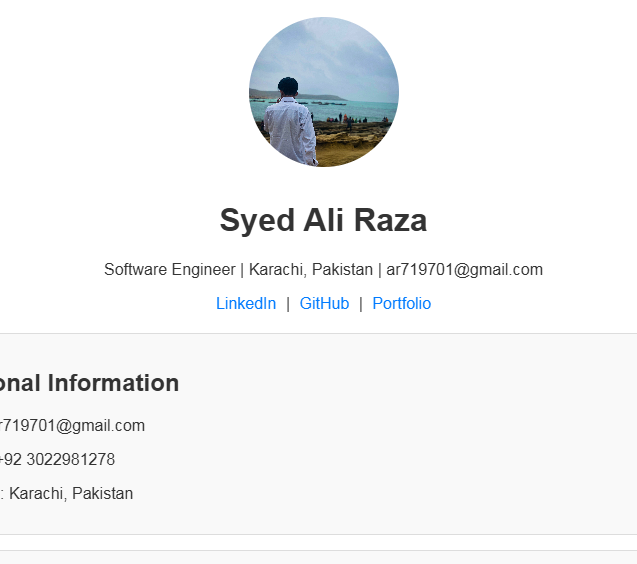 Syed Ali Raza
Software Engineer | Karachi, Pakistan | ar719701@gmail.com
LinkedIn | GitHub | Portfolio
onal Information
r719701@gmail.com
+92 3022981278
: Karachi, Pakistan